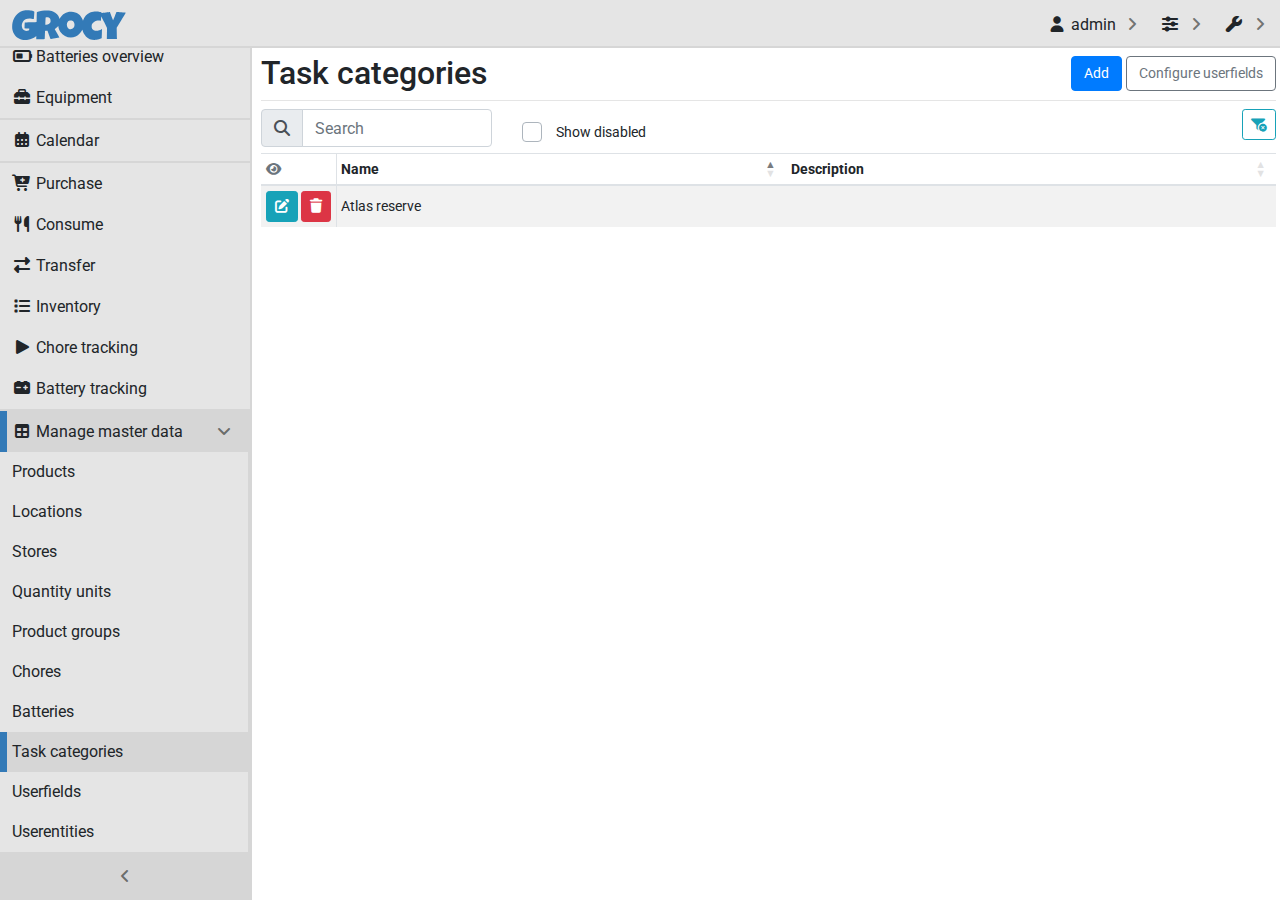 GROCY
admin
Batteries overview
Equipment
Calendar
Purchase
Consume
Transfer
Inventory
Chore tracking
Battery tracking
Manage master data
Products
Locations
Stores
Quantity units
Product groups
Chores
Batteries
Task categories
Userfields
Userentities
Task categories
Add
Configure userfields
Search
Show disabled
Name
Description
Atlas reserve